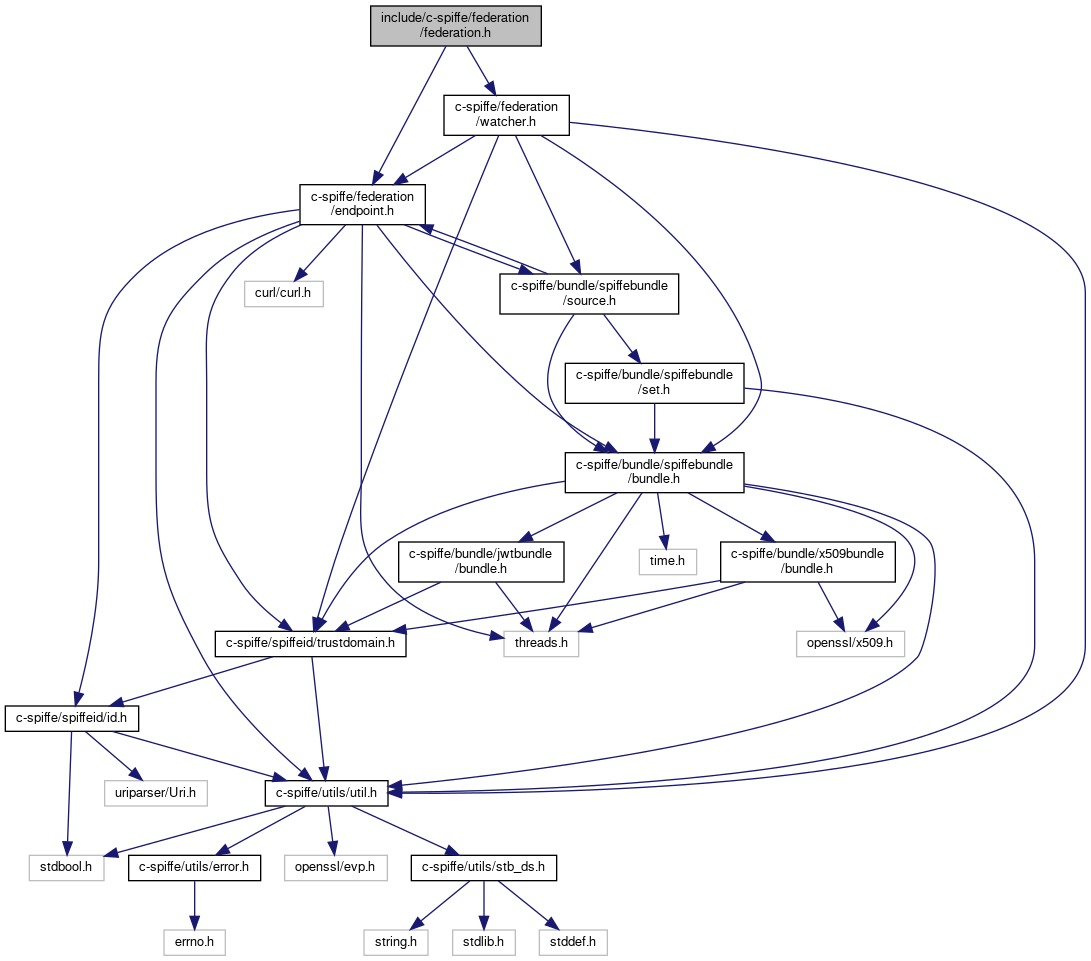 include/c-spiffe/federation
/federation.h
c-spiffe/federation
/watcher.h
c-spiffe/federation
/endpoint.h
curl/curl.h
c-spiffe/bundle/spiffebundle
/source.h
c-spiffe/bundle/spiffebundle
/set.h
c-spiffe/bundle/spiffebundle
/bundle.h
c-spiffe/bundle/jwtbundle
/bundle.h
time.h
c-spiffe/bundle/x509bundle
/bundle.h
c-spiffe/spiffeid/trustdomain.h
threads.h
openssl/x509.h
c-spiffe/spiffeid/id.h
uriparser/Uri.h
c-spiffe/utils/util.h
stdbool.h
c-spiffe/utils/error.h
openssl/evp.h
c-spiffe/utils/stb_ds.h
errno.h
string.h
stdlib.h
stddef.h